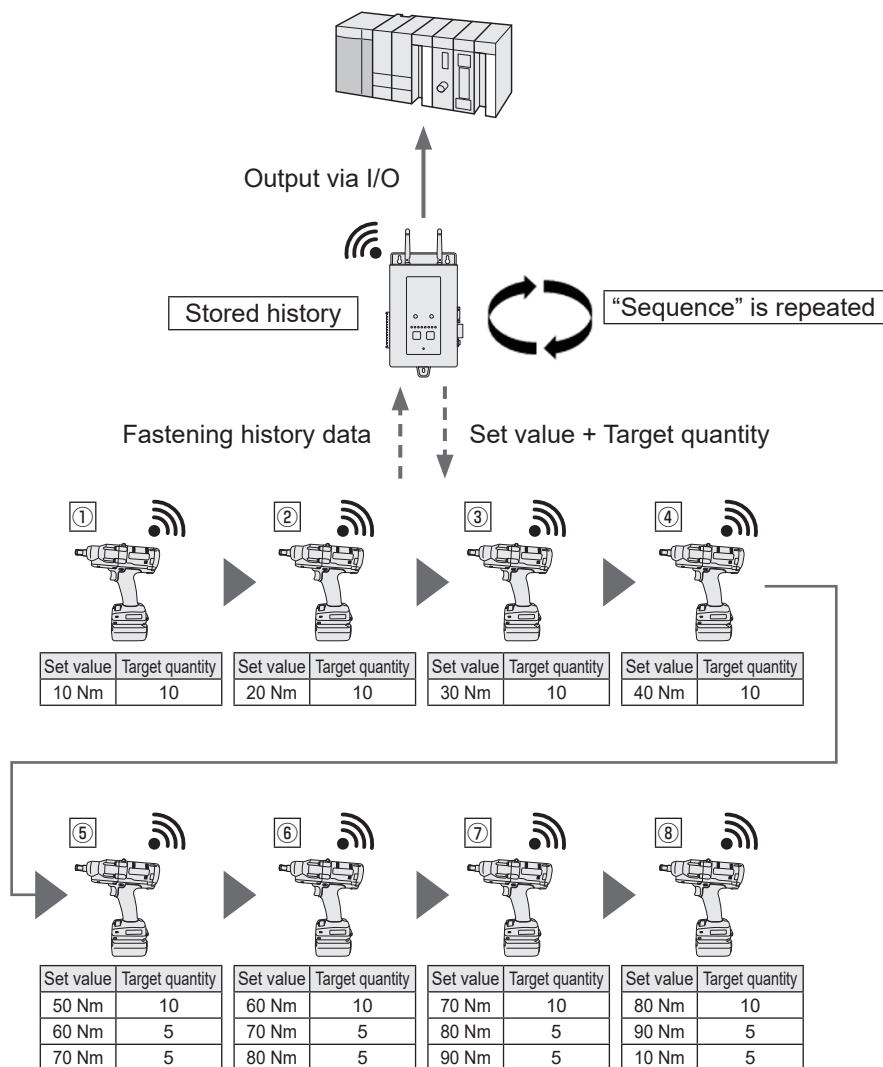 Output via I/O
Stored history
“Sequence” is repeated
Fastening history data
Set value + Target quantity
① ② ③ ④
Set value Target quantity Set value Target quantity Set value Target quantity Set value Target quantity
10 Nm 10 20 Nm 10 30 Nm 10 40 Nm 10
⑤ ⑥ ⑦ ⑧
Set value Target quantity Set value Target quantity Set value Target quantity Set value Target quantity
50 Nm 10 60 Nm 10 70 Nm 10 80 Nm 10
60 Nm 5 70 Nm 5 80 Nm 5 90 Nm 5
70 Nm 5 80 Nm 5 90 Nm 5 10 Nm 5